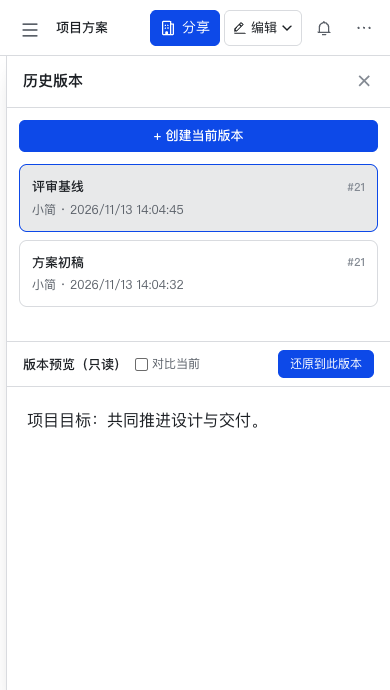 项目方案
分享
编辑
历史版本
+ 创建当前版本
评审基线
#21
小简 · 2026/11/13 14:04:45
方案初稿
#21
小简 · 2026/11/13 14:04:32
版本预览（只读）
对比当前
还原到此版本
项目目标：共同推进设计与交付。